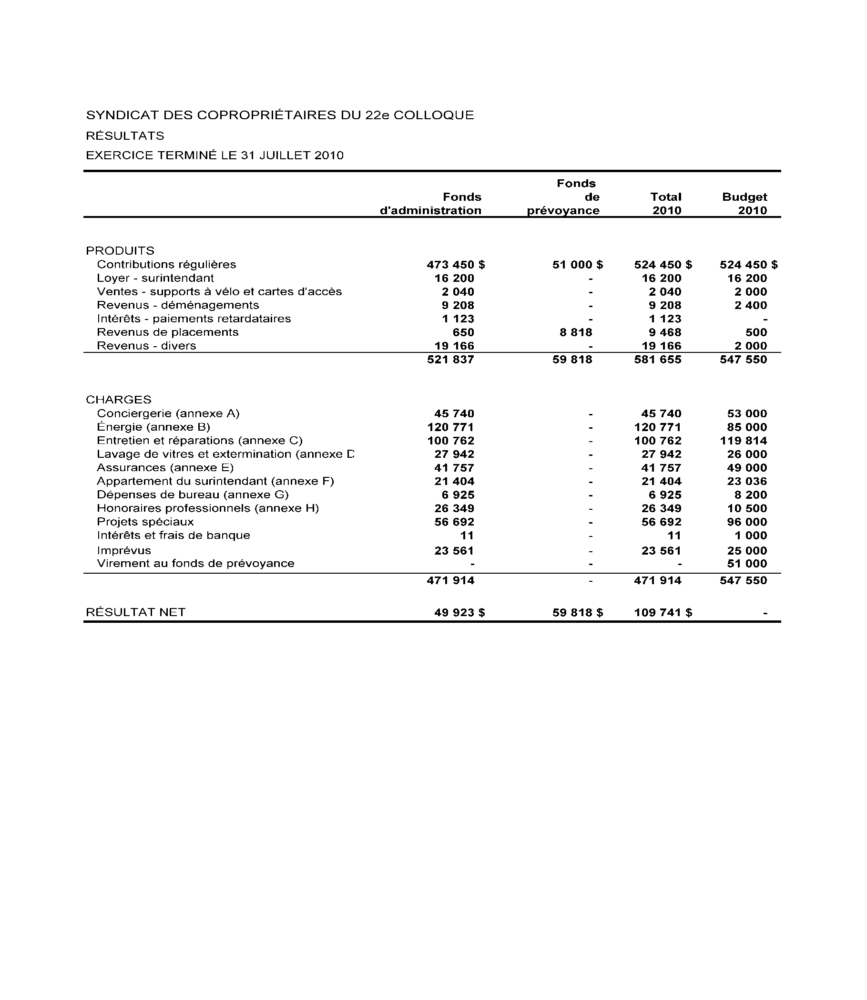 SYNDICAT DES COPROPRIÉTAIRES DU 22e COLLOQUE
RÉSULTATS
EXERCICE TERMINÉ LE 31 JUILLET 2010
Fonds
Fonds de Total Budget
d'administration prévoyance 2010 2010
PRODUITS
Contributions régulières 473 450 $ 51 000 $ 524 450 $ 524 450 $
Loyer - surintendant 16 200 - 16 200 16 200
Ventes - supports à vélo et cartes d'accès 2 040 - 2 040 2 000
Revenus - déménagements 9 208 - 9 208 2 400
Intérêts - paiements retardataires 1 123 - 1 123 -
Revenus de placements 650 8 818 9 468 500
Revenus - divers 19 166 - 19 166 2 000
521 837 59 818 581 655 547 550
CHARGES
Conciergerie (annexe A) 45 740 - 45 740 53 000
Énergie (annexe B) 120 771 - 120 771 85 000
Entretien et réparations (annexe C) 100 762 - 100 762 119 814
Lavage de vitres et extermination (annexe D 27 942 - 27 942 26 000
Assurances (annexe E) 41 757 - 41 757 49 000
Appartement du surintendant (annexe F) 21 404 - 21 404 23 036
Dépenses de bureau (annexe G) 6 925 - 6 925 8 200
Honoraires professionnels (annexe H) 26 349 - 26 349 10 500
Projets spéciaux 56 692 - 56 692 96 000
Intérêts et frais de banque 11 - 11 1 000
Imprévus 23 561 - 23 561 25 000
Virement au fonds de prévoyance - - - 51 000
471 914 - 471 914 547 550
RÉSULTAT NET 49 923 $ 59 818 $ 109 741 $ -